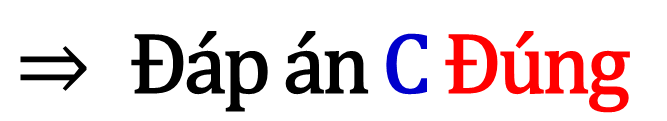 ⇒ Đáp án C Đúng